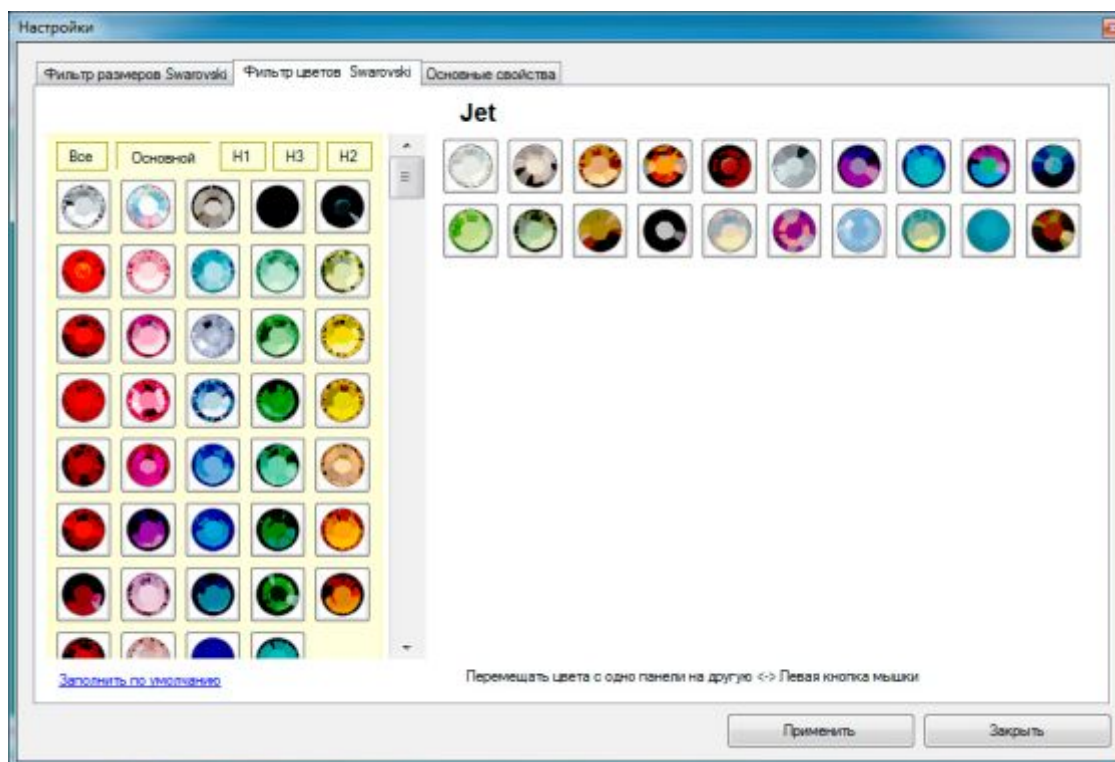 Настройки
Фильтр размеров Swarovski
Фильтр цветов Swarovski
Основные свойства
Jet
Все
Основной
H1
H3
H2
Заполнить по умолчанию
Перемещать цвета с одно панели на другую <-> Левая кнопка мышки
Применить
Закрыть